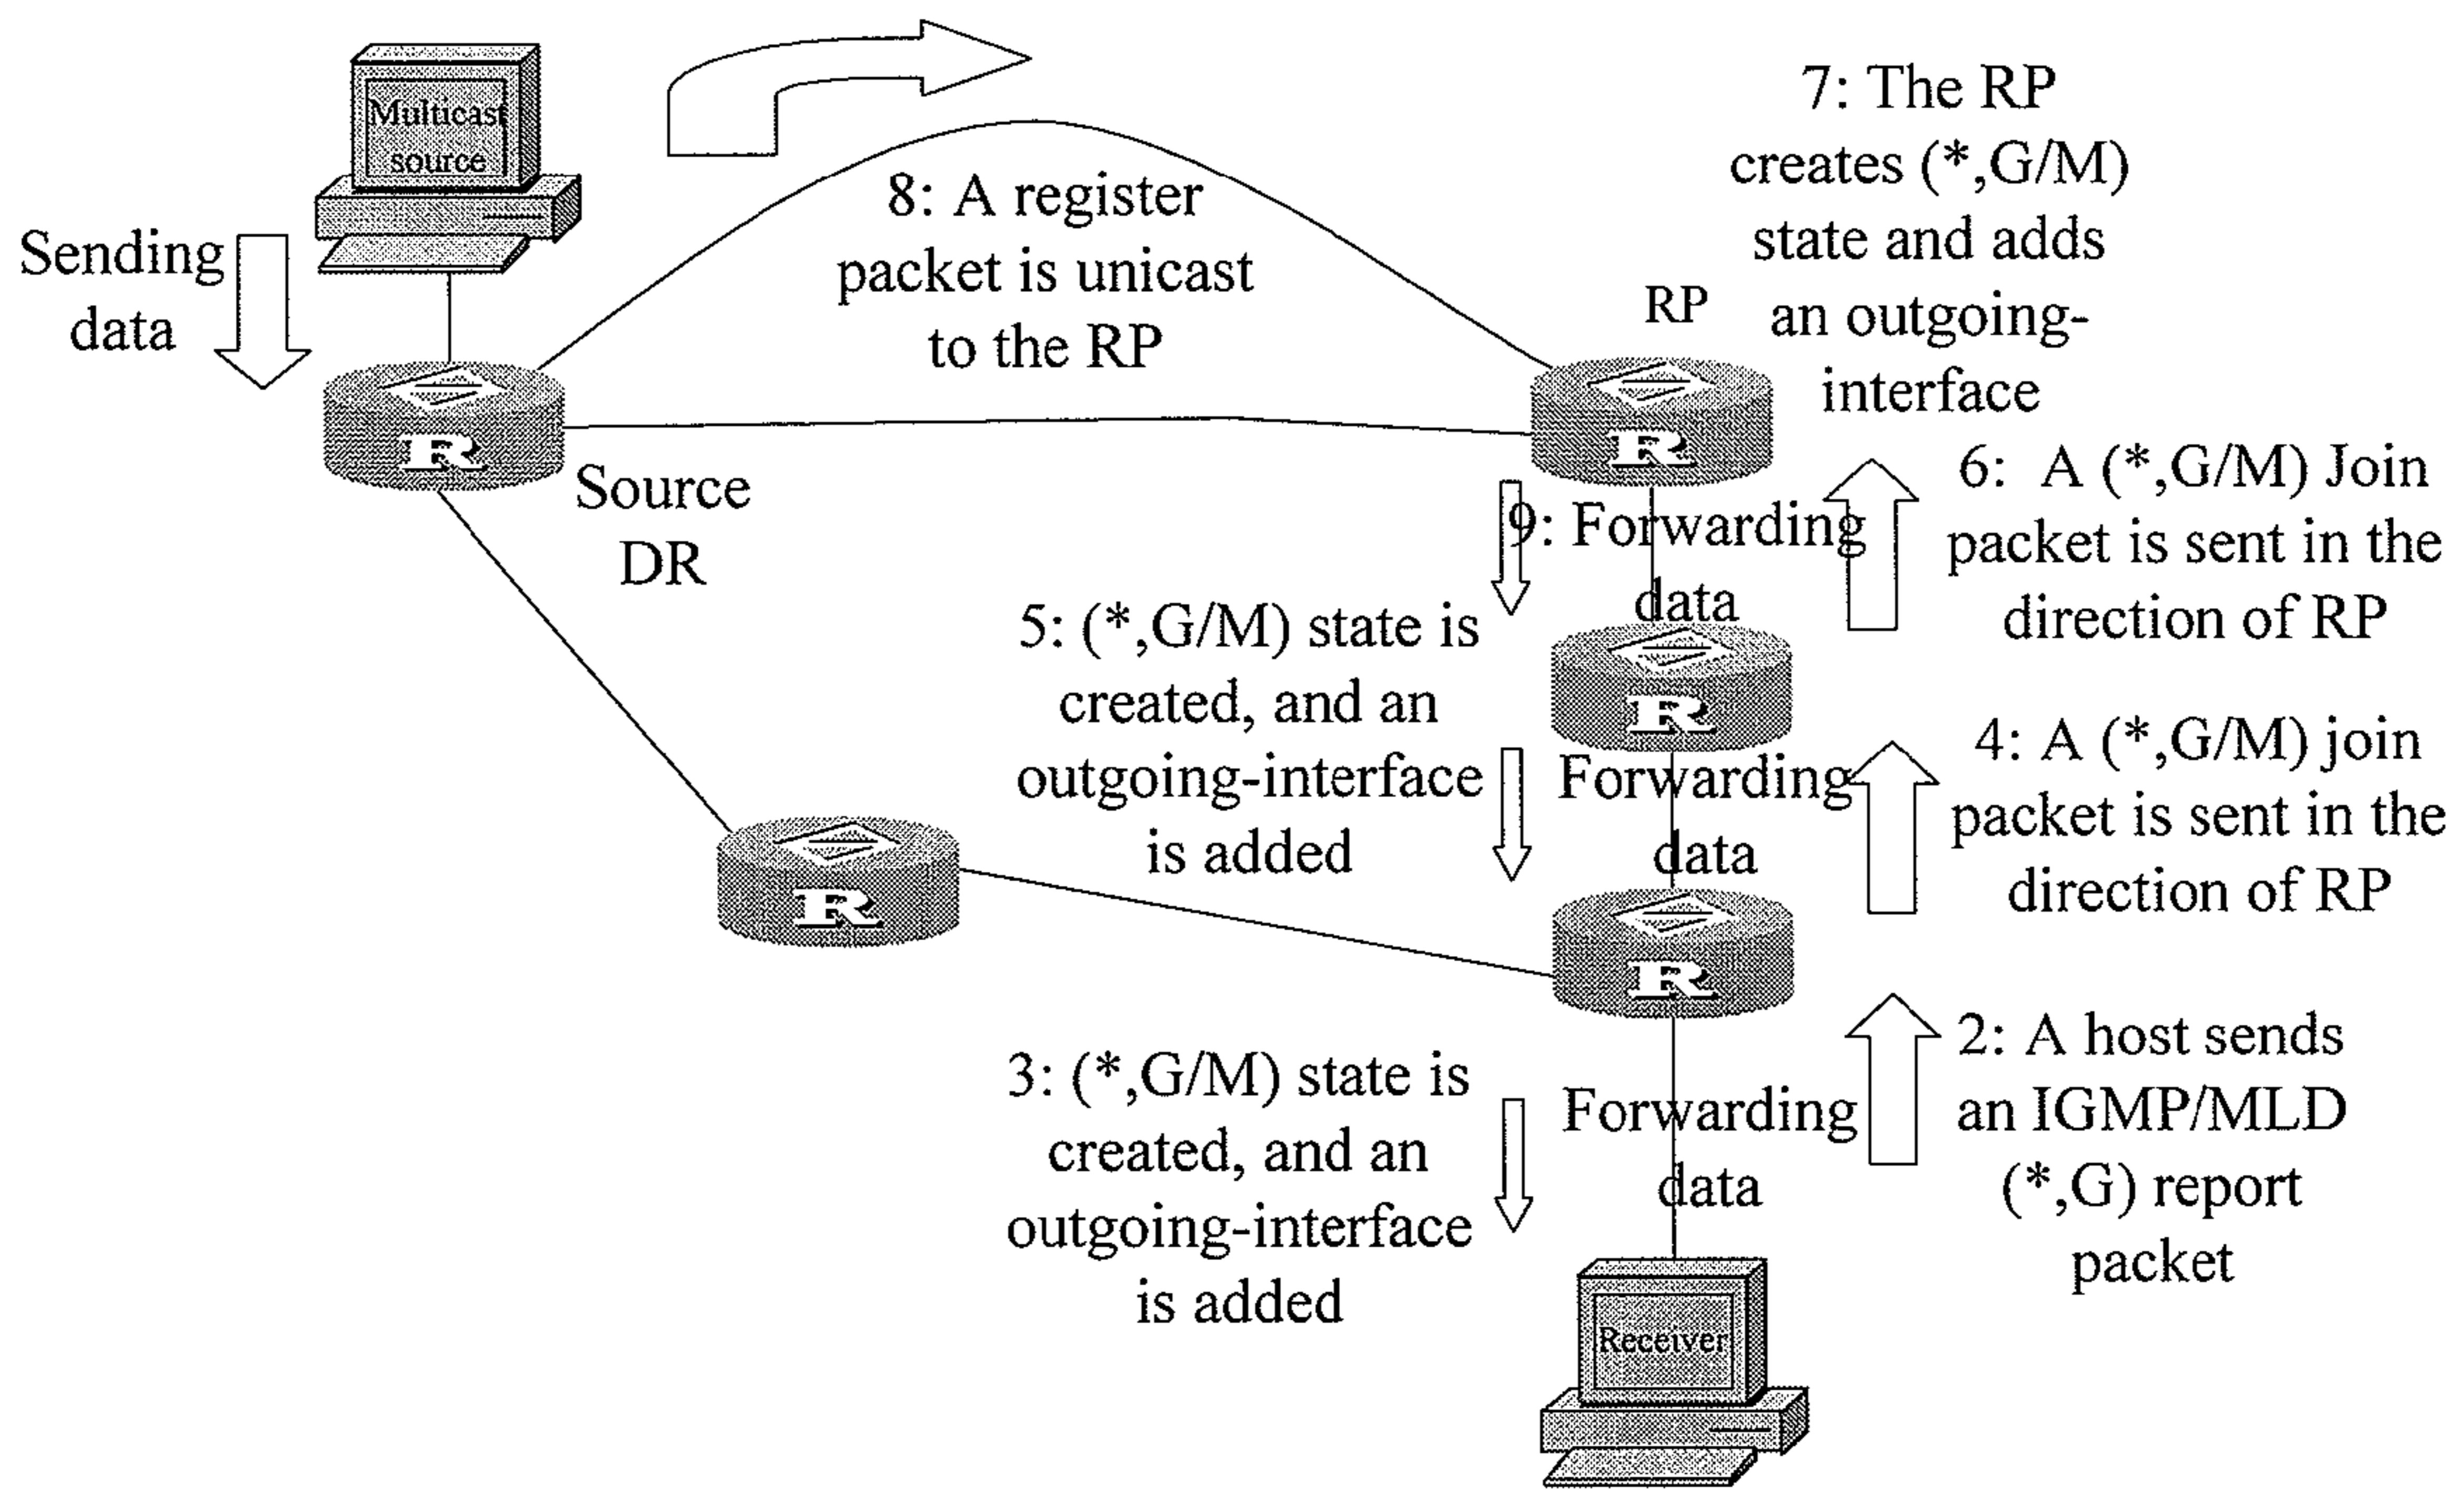 Multicast
source
Sending
data
8: A register
packet is unicast
to the RP
7: The RP
creates (*,G/M)
state and adds
an outgoing-
interface
RP
R
Source
DR
R
6: A (*,G/M) Join
packet is sent in the
direction of RP
9: Forwarding
data
5: (*,G/M) state is
created, and an
outgoing-interface
is added
R
Forwarding
data
4: A (*,G/M) join
packet is sent in the
direction of RP
R
R
3: (*,G/M) state is
created, and an
outgoing-interface
is added
Forwarding
data
2: A host sends
an IGMP/MLD
(*,G) report
packet
Receiver